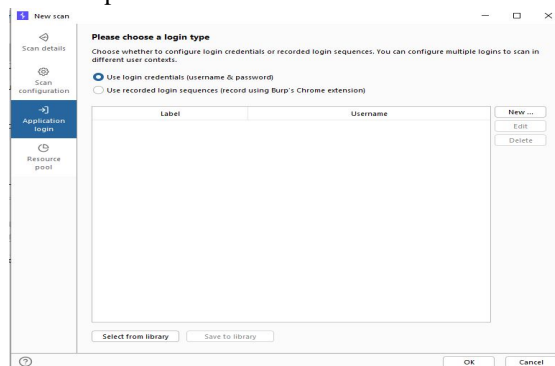 New scan
Scan details
Scan
configuration
Application
login
Resource
pool
Please choose a login type
Choose whether to configure login credentials or recorded login sequences. You can configure multiple logins to scan in
different user contexts.
Use login credentials (username & password)
Use recorded login sequences (record using Burp's Chrome extension)
Label Username
New ...
Edit
Delete
Select from library Save to library
OK Cancel